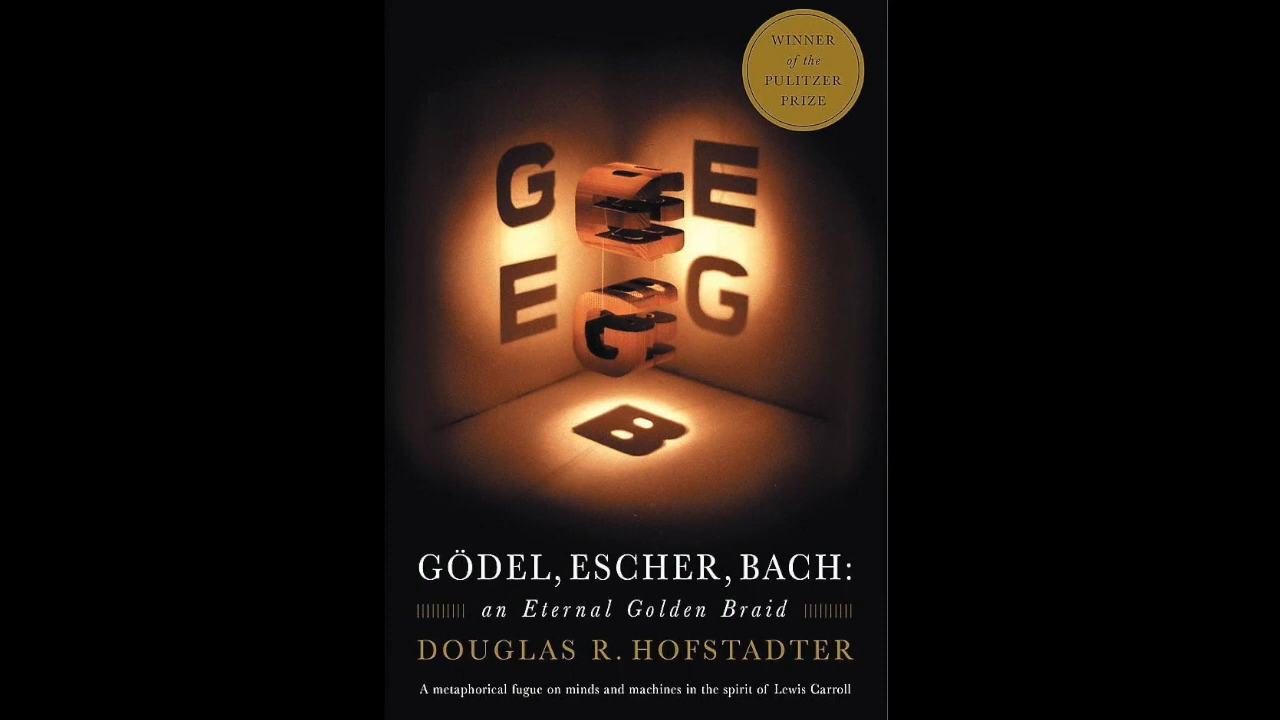 WINNER
of the
PULITZER
PRIZE
G E
E G
B
GÖDEL, ESCHER, BACH:
an Eternal Golden Braid
DOUGLAS R. HOFSTADTER
A metaphorical fugue on minds and machines in the spirit of Lewis Carroll